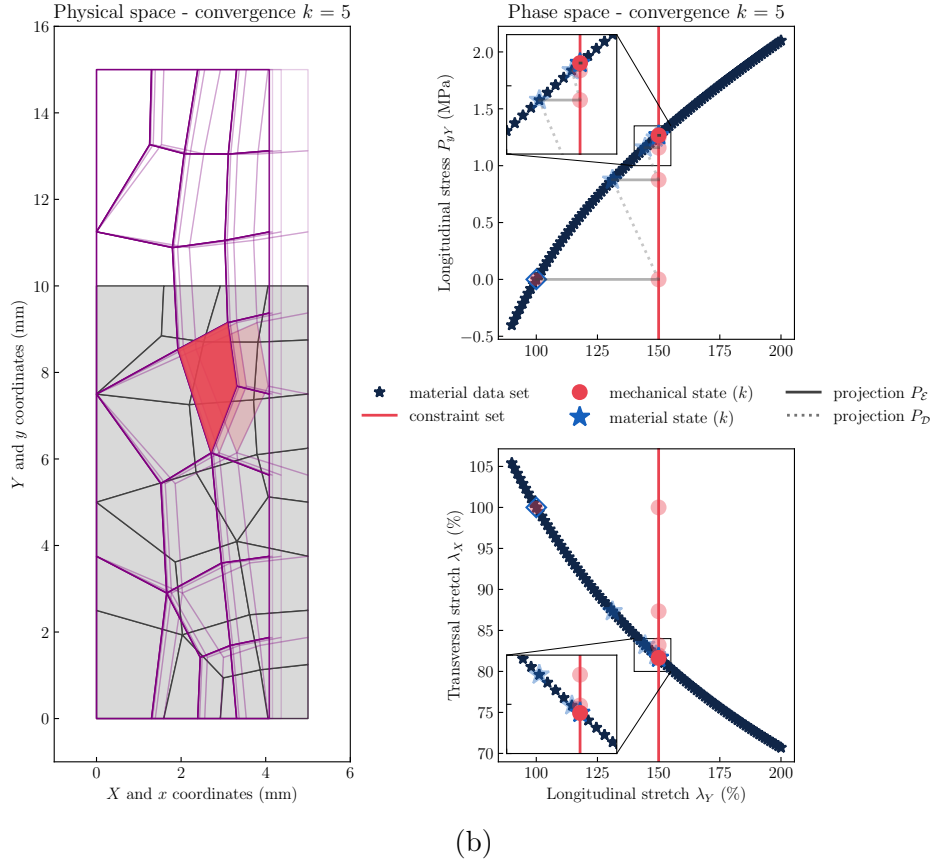 Physical space - convergence k = 5
16
14
12
10
8
6
4
2
0
Y and y coordinates (mm)
0
2
4
6
X and x coordinates (mm)
Phase space - convergence k = 5
2.0
1.5
1.0
0.5
0.0
−0.5
Longitudinal stress P_{yY} (MPa)
100
125
150
175
200
material data set
constraint set
mechanical state (k)
material state (k)
projection P_ℰ
projection P_𝒟
105
100
95
90
85
80
75
70
Transversal stretch λ_X (%)
100
125
150
175
200
Longitudinal stretch λ_Y (%)
(b)